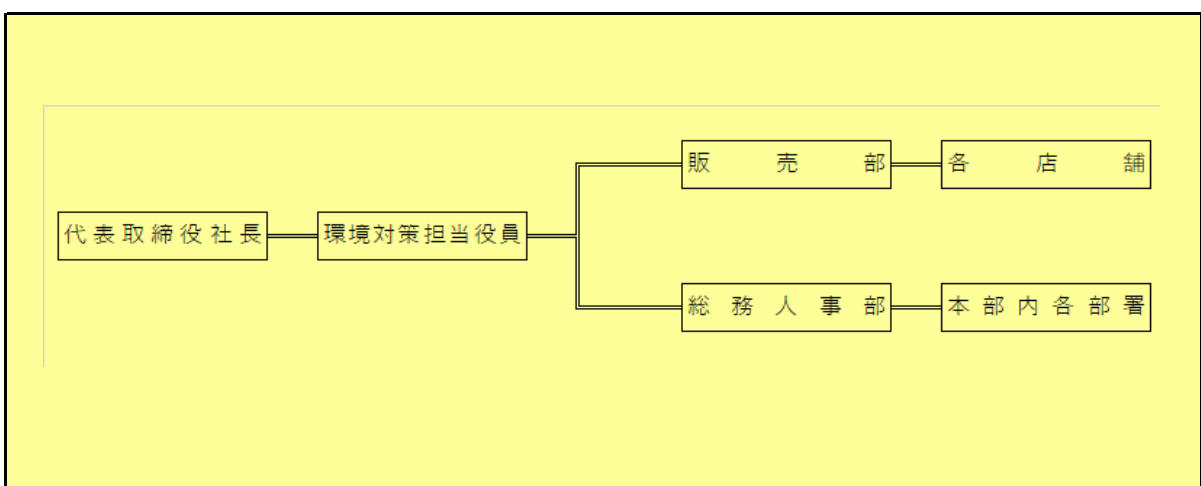 販売部
各店舗
代表取締役社長
環境対策担当役員
総務人事部
本部内各部署